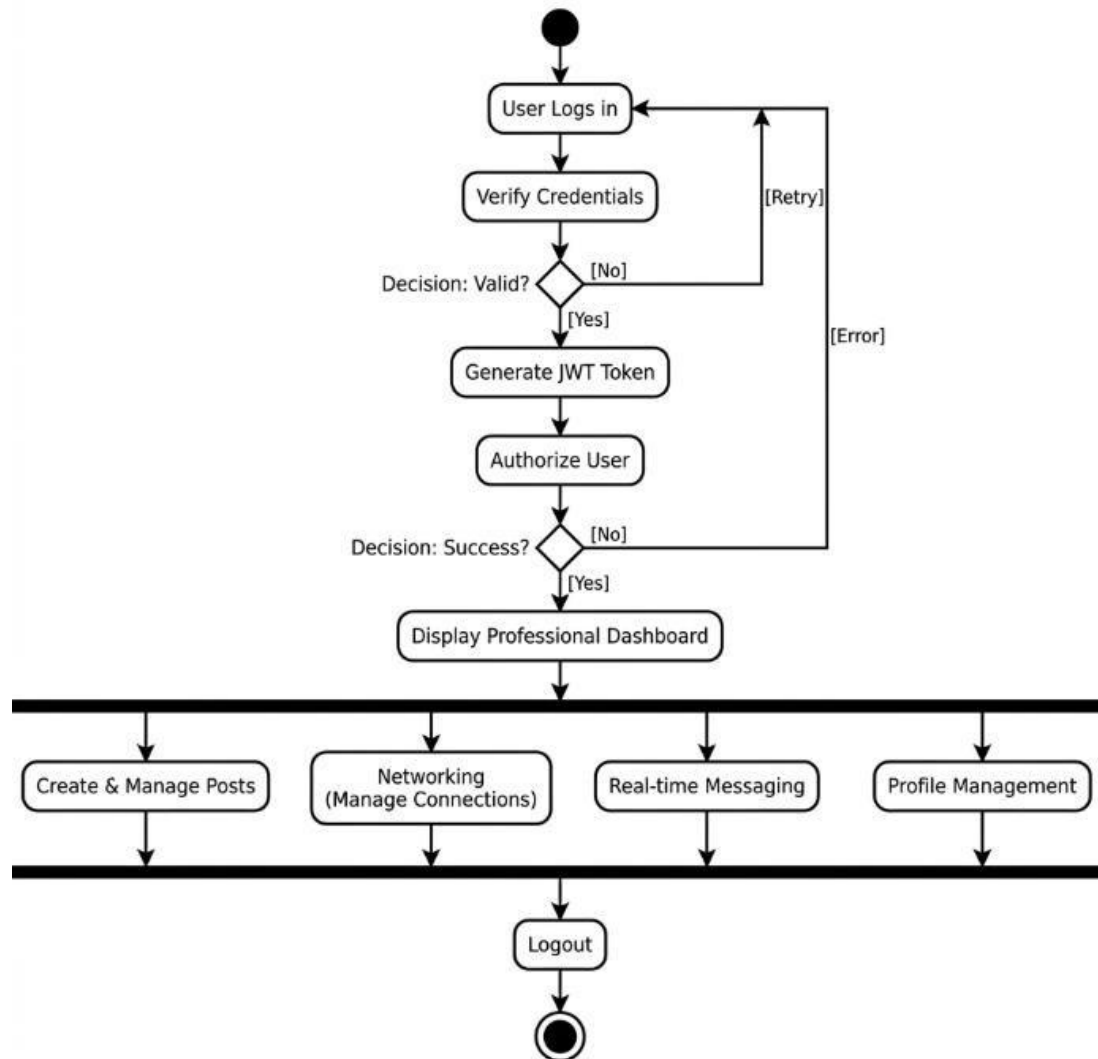 User Logs in
Verify Credentials
[Retry]
Decision: Valid?
[No]
[Yes]
[Error]
Generate JWT Token
Authorize User
Decision: Success?
[No]
[Yes]
Display Professional Dashboard
Create & Manage Posts
Networking
(Manage Connections)
Real-time Messaging
Profile Management
Logout